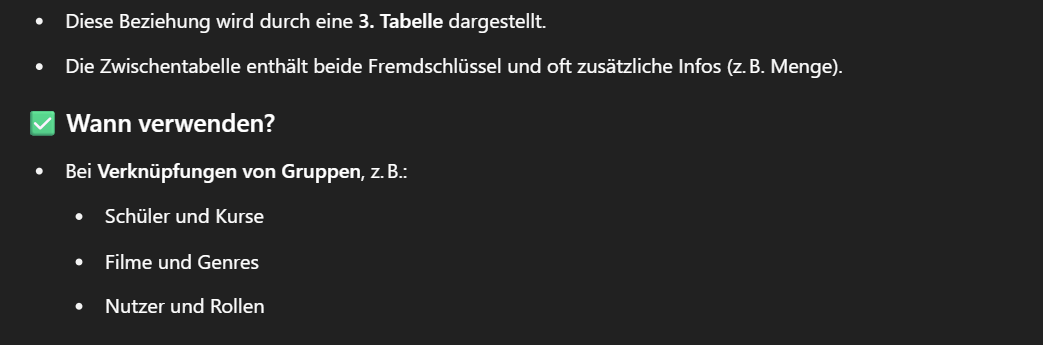 • Diese Beziehung wird durch eine 3. Tabelle dargestellt.
• Die Zwischentabelle enthält beide Fremdschlüssel und oft zusätzliche Infos (z. B. Menge).
✅ Wann verwenden?
• Bei Verknüpfungen von Gruppen, z. B.:
• Schüler und Kurse
• Filme und Genres
• Nutzer und Rollen